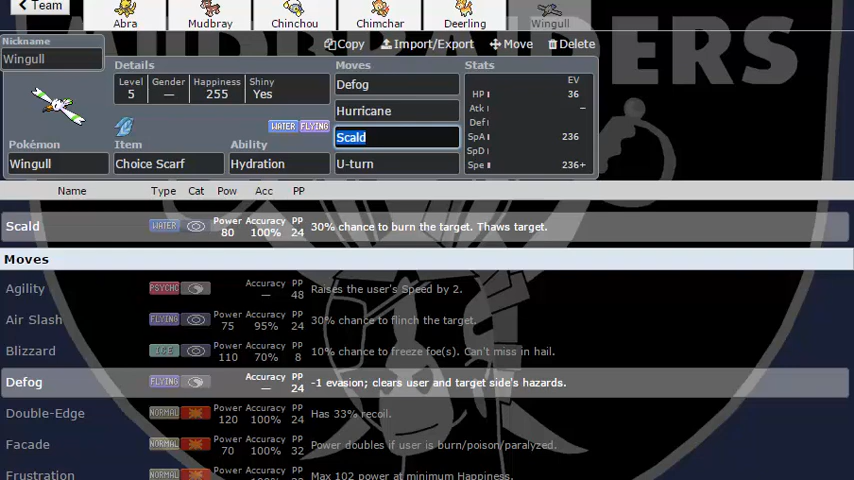 Team
Abra
Mudbray
Chinchou
Chimchar
Deerling
Wingull
Copy
Import/Export
Move
Delete
Nickname
Wingull
Details
Level Gender Happiness Shiny
5 — 255 Yes
WATER FLYING
Pokémon
Wingull
Item
Choice Scarf
Ability
Hydration
Moves
Defog
Hurricane
Scald
U-turn
Stats
EV
HP 36
Atk –
Def
SpA 236
SpD
Spe 236+
RAIDERS
Name Type Cat Pow Acc PP
Scald WATER Power 80 Accuracy 100% PP 24 30% chance to burn the target. Thaws target.
Moves
Agility PSYCHC Accuracy — PP 48 Raises the user's Speed by 2.
Air Slash FLYING Power 75 Accuracy 95% PP 24 30% chance to flinch the target.
Blizzard ICE Power 110 Accuracy 70% PP 8 10% chance to freeze foe(s). Can't miss in hail.
Defog FLYING Accuracy — PP 24 -1 evasion; clears user and target side's hazards.
Double-Edge NORMAL Power 120 Accuracy 100% PP 24 Has 33% recoil.
Facade NORMAL Power 70 Accuracy 100% PP 32 Power doubles if user is burn/poison/paralyzed.
Frustration NORMAL Power Accuracy PP Max 102 power at minimum Happiness.